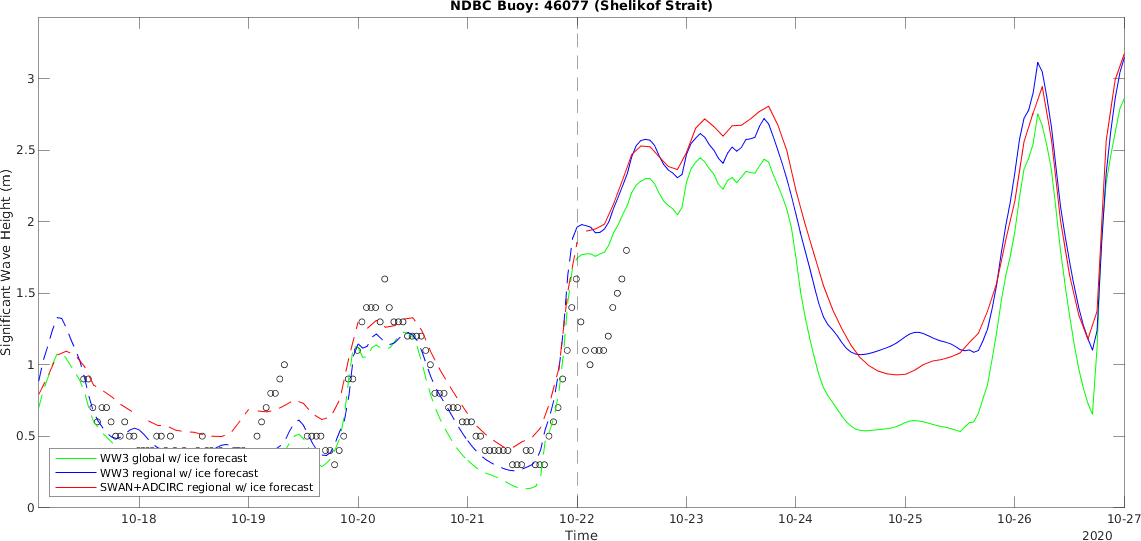 NDBC Buoy: 46077 (Shelikof Strait)
Significant Wave Height (m)
3
2.5
2
1.5
1
0.5
0
WW3 global w/ ice forecast
WW3 regional w/ ice forecast
SWAN+ADCIRC regional w/ ice forecast
10-18 10-19 10-20 10-21 10-22 10-23 10-24 10-25 10-26 10-27
Time
2020